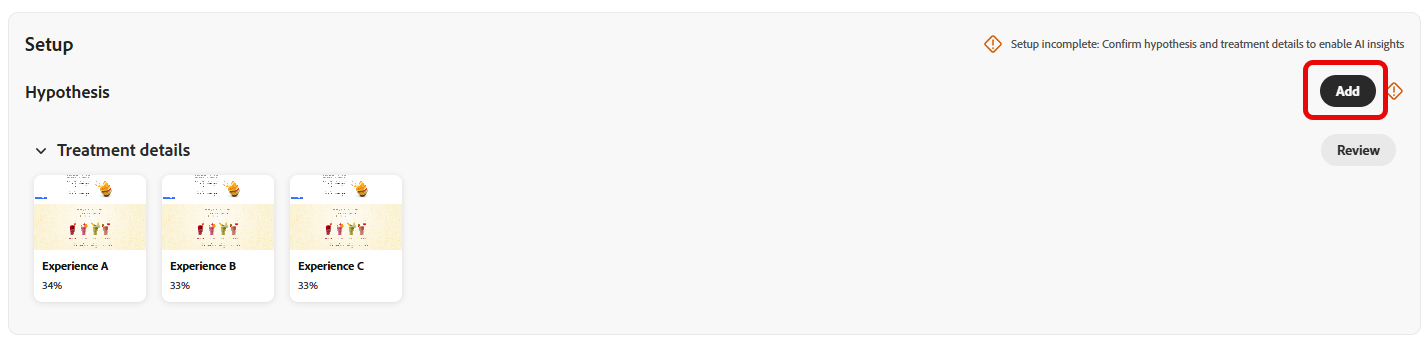 Setup
Setup incomplete: Confirm hypothesis and treatment details to enable AI insights
Hypothesis
Add
Treatment details
Review
Experience A
34%
Experience B
33%
Experience C
33%